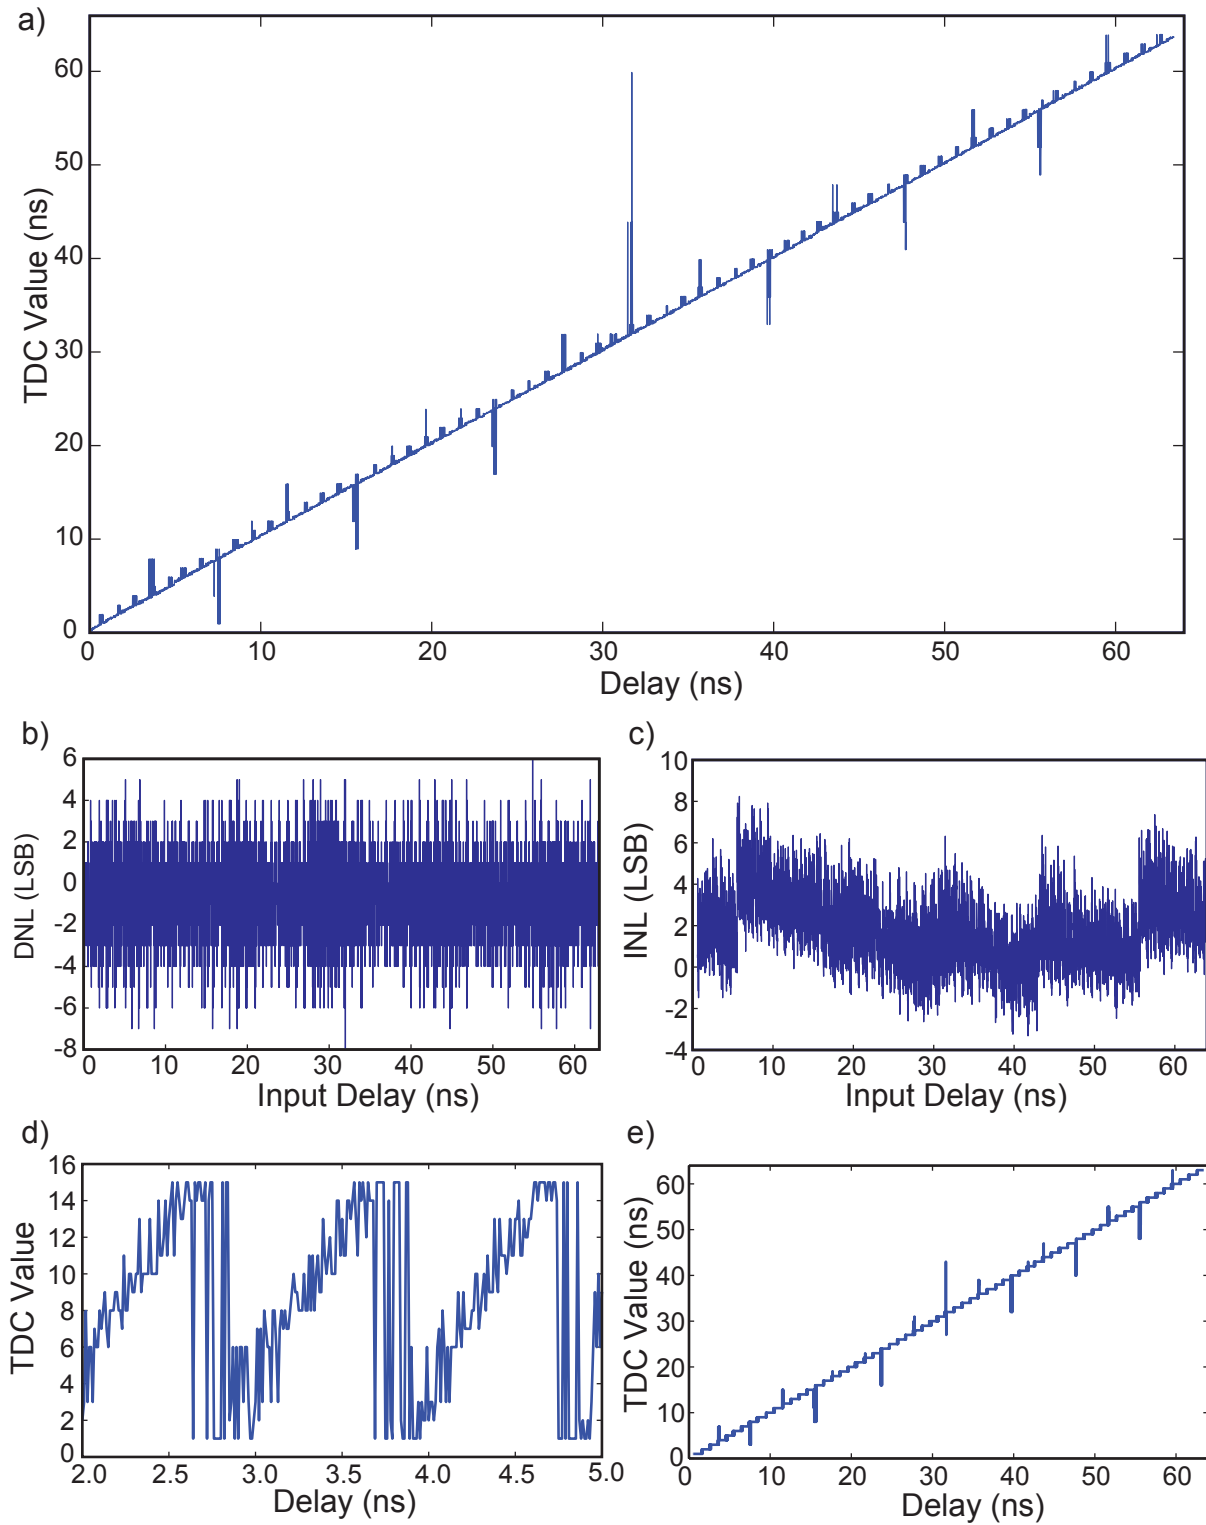 a)
TDC Value (ns)
60
50
40
30
20
10
0
0 10 20 30 40 50 60
Delay (ns)
b)
DNL (LSB)
6
4
2
0
-2
-4
-6
-8
0 10 20 30 40 50 60
Input Delay (ns)
c)
INL (LSB)
10
8
6
4
2
0
-2
-4
0 10 20 30 40 50 60
Input Delay (ns)
d)
TDC Value
16
14
12
10
8
6
4
2
0
2.0 2.5 3.0 3.5 4.0 4.5 5.0
Delay (ns)
e)
TDC Value (ns)
60
50
40
30
20
10
0
0 10 20 30 40 50 60
Delay (ns)